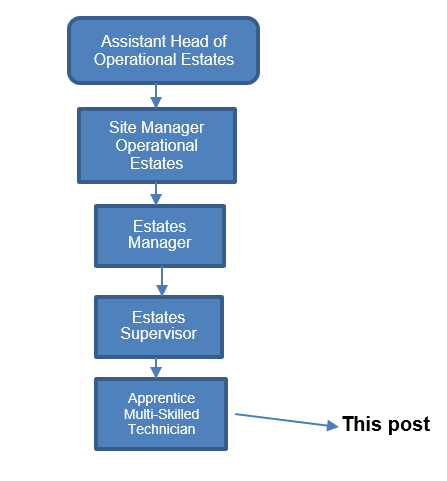 Assistant Head of
Operational Estates
Site Manager
Operational
Estates
Estates
Manager
Estates
Supervisor
Apprentice
Multi-Skilled
Technician
This post